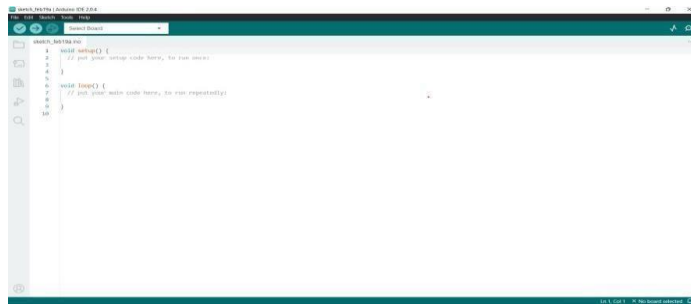 sketch_feb19a | Arduino IDE 2.0.4
File Edit Sketch Tools Help
Select Board
sketch_feb19a.ino
1 void setup() {
2 // put your setup code here, to run once:
3
4 }
5
6 void loop() {
7 // put your main code here, to run repeatedly:
8
9 }
10
Ln 1, Col 1 × No board selected